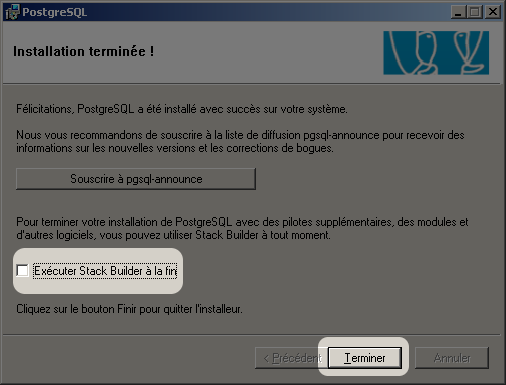 PostgreSQL
Installation terminée !
Félicitations, PostgreSQL a été installé avec succès sur votre système.
Nous vous recommandons de souscrire à la liste de diffusion pgsql-announce pour recevoir des
informations sur les nouvelles versions et les corrections de bogues.
Souscrire à pgsql-announce
Pour terminer votre installation de PostgreSQL avec des pilotes supplémentaires, des modules et
d'autres logiciels, vous pouvez utiliser Stack Builder à tout moment.
Exécuter Stack Builder à la fin
Cliquez sur le bouton Finir pour quitter l'installeur.
< Précédent Terminer Annuler